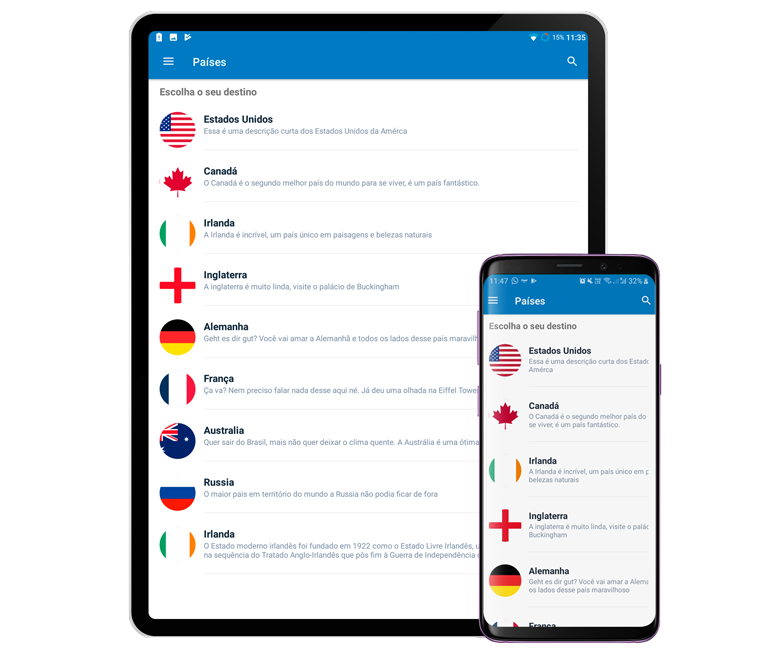 15% 11:35
Países
Escolha o seu destino
Estados Unidos
Essa é uma descrição curta dos Estados Unidos da Amérca
Canadá
O Canadá é o segundo melhor país do mundo para se viver, é um país fantástico.
Irlanda
A Irlanda é incrível, um país único em paisagens e belezas naturais
Inglaterra
A inglaterra é muito linda, visite o palácio de Buckingham
Alemanha
Geht es dir gut? Você vai amar a Alemanhã e todos os lados desse país maravilh
França
Ça va? Nem preciso falar nada desse aqui né. Já deu uma olhada na Eiffel Tower
Australia
Quer sair do Brasil, mais não quer deixar o clima quente. A Austrália é uma ótima
Russia
O maior pais em território do mundo a Russia não podia ficar de fora
Irlanda
O Estado moderno irlandês foi fundado em 1922 como o Estado Livre Irlandês,
na sequência do Tratado Anglo-Irlandês que pôs fim à Guerra de Independência
11:47 32%
Países
Escolha o seu destino
Estados Unidos
Essa é uma descrição curta dos Estad
Amérca
Canadá
O Canadá é o segundo melhor país do
se viver, é um país fantástico.
Irlanda
A Irlanda é incrível, um país único em p
belezas naturais
Inglaterra
A inglaterra é muito linda, visite o palác
Buckingham
Alemanha
Geht es dir gut? Você vai amar a Alema
os lados desse país maravilhoso
França